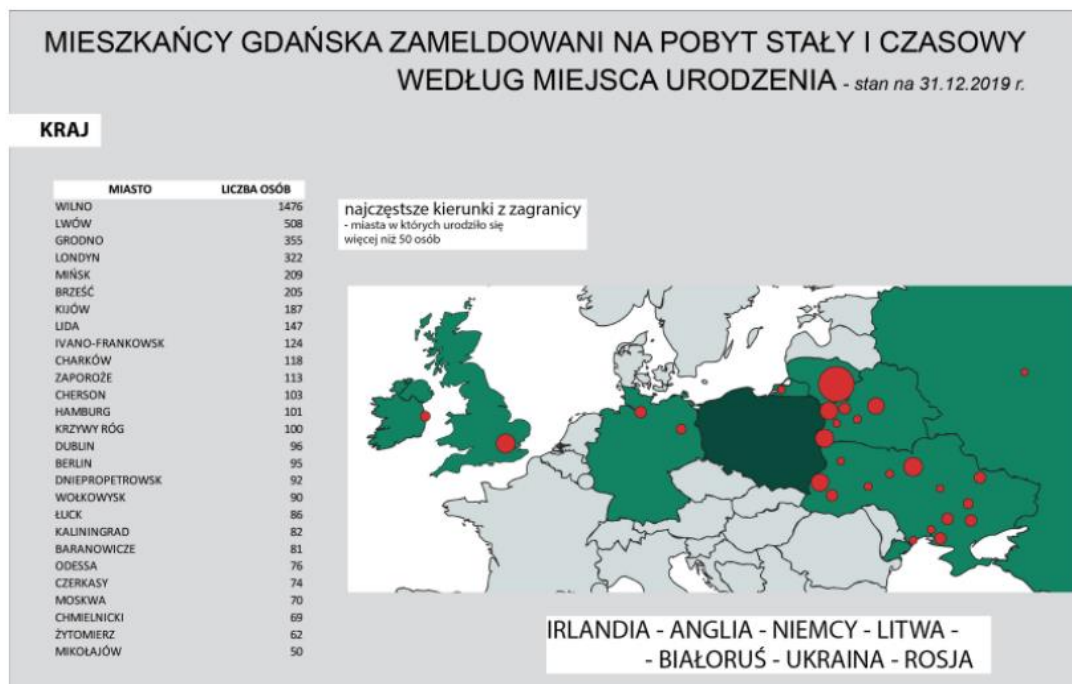 MIESZKAŃCY GDAŃSKA ZAMELDOWANI NA POBYT STAŁY I CZASOWY
WEDŁUG MIEJSCA URODZENIA - stan na 31.12.2019 r.
KRAJ
MIASTO LICZBA OSÓB
WILNO 1476
LWÓW 508
GRODNO 355
LONDYN 322
MIŃSK 209
BRZEŚĆ 205
KIJÓW 187
LIDA 147
IVANO-FRANKOWSK 124
CHARKÓW 118
ZAPOROŻE 113
CHERSON 103
HAMBURG 101
KRZYWY RÓG 100
DUBLIN 96
BERLIN 95
DNIEPROPETROWSK 92
WOŁKOWYSK 90
ŁUCK 86
KALININGRAD 82
BARANOWICZE 81
ODESSA 76
CZERKASY 74
MOSKWA 70
CHMIELNICKI 69
ŻYTOMIERZ 62
MIKOŁAJÓW 50
najczęstsze kierunki z zagranicy
- miasta w których urodziło się
więcej niż 50 osób
IRLANDIA - ANGLIA - NIEMCY - LITWA -
- BIAŁORUŚ - UKRAINA - ROSJA